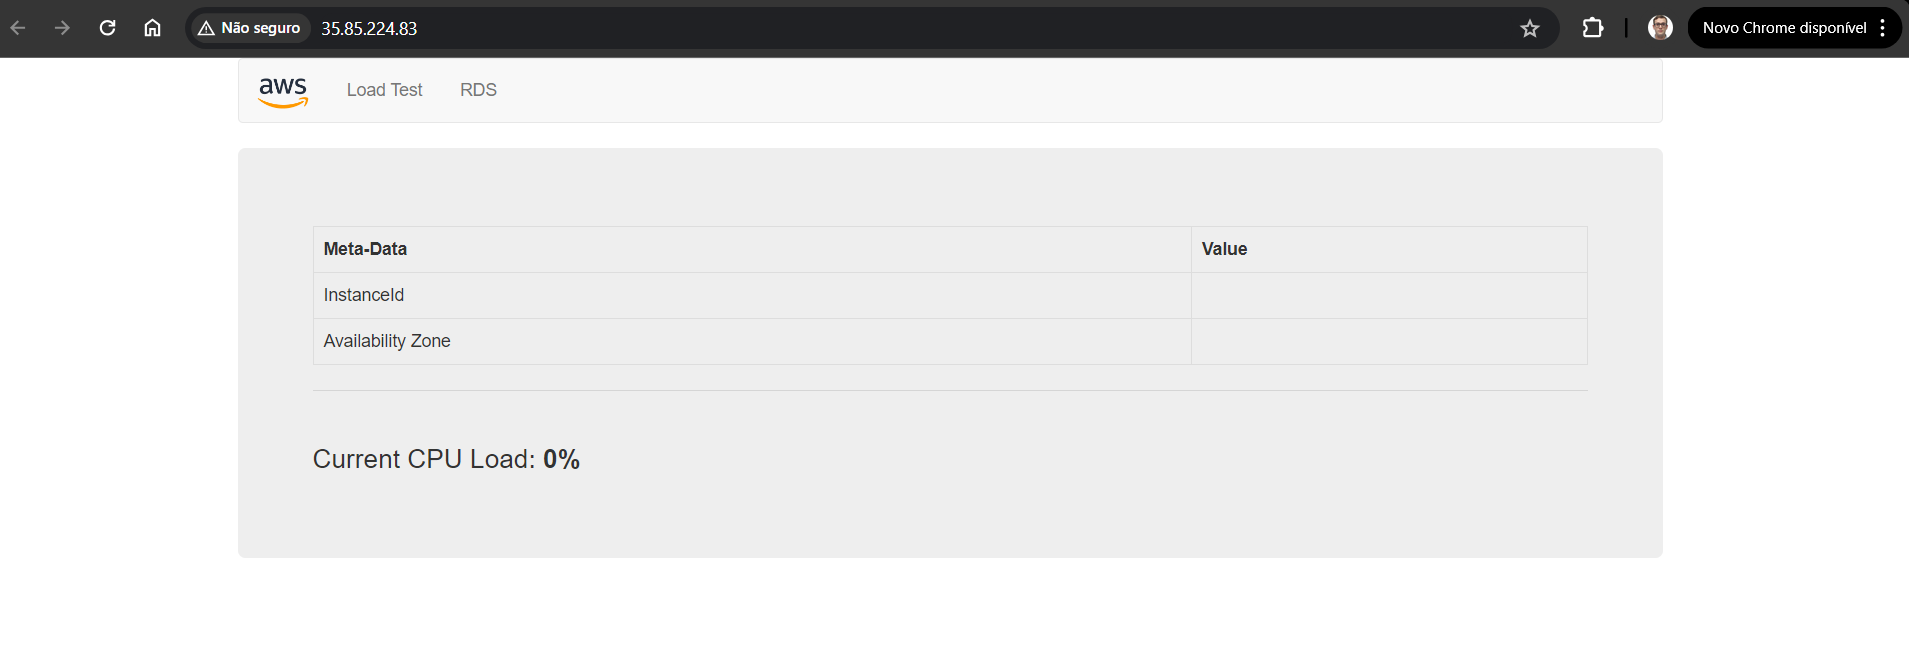 Não seguro 35.85.224.83 Novo Chrome disponível
aws Load Test RDS
Meta-Data Value
InstanceId
Availability Zone
Current CPU Load: 0%